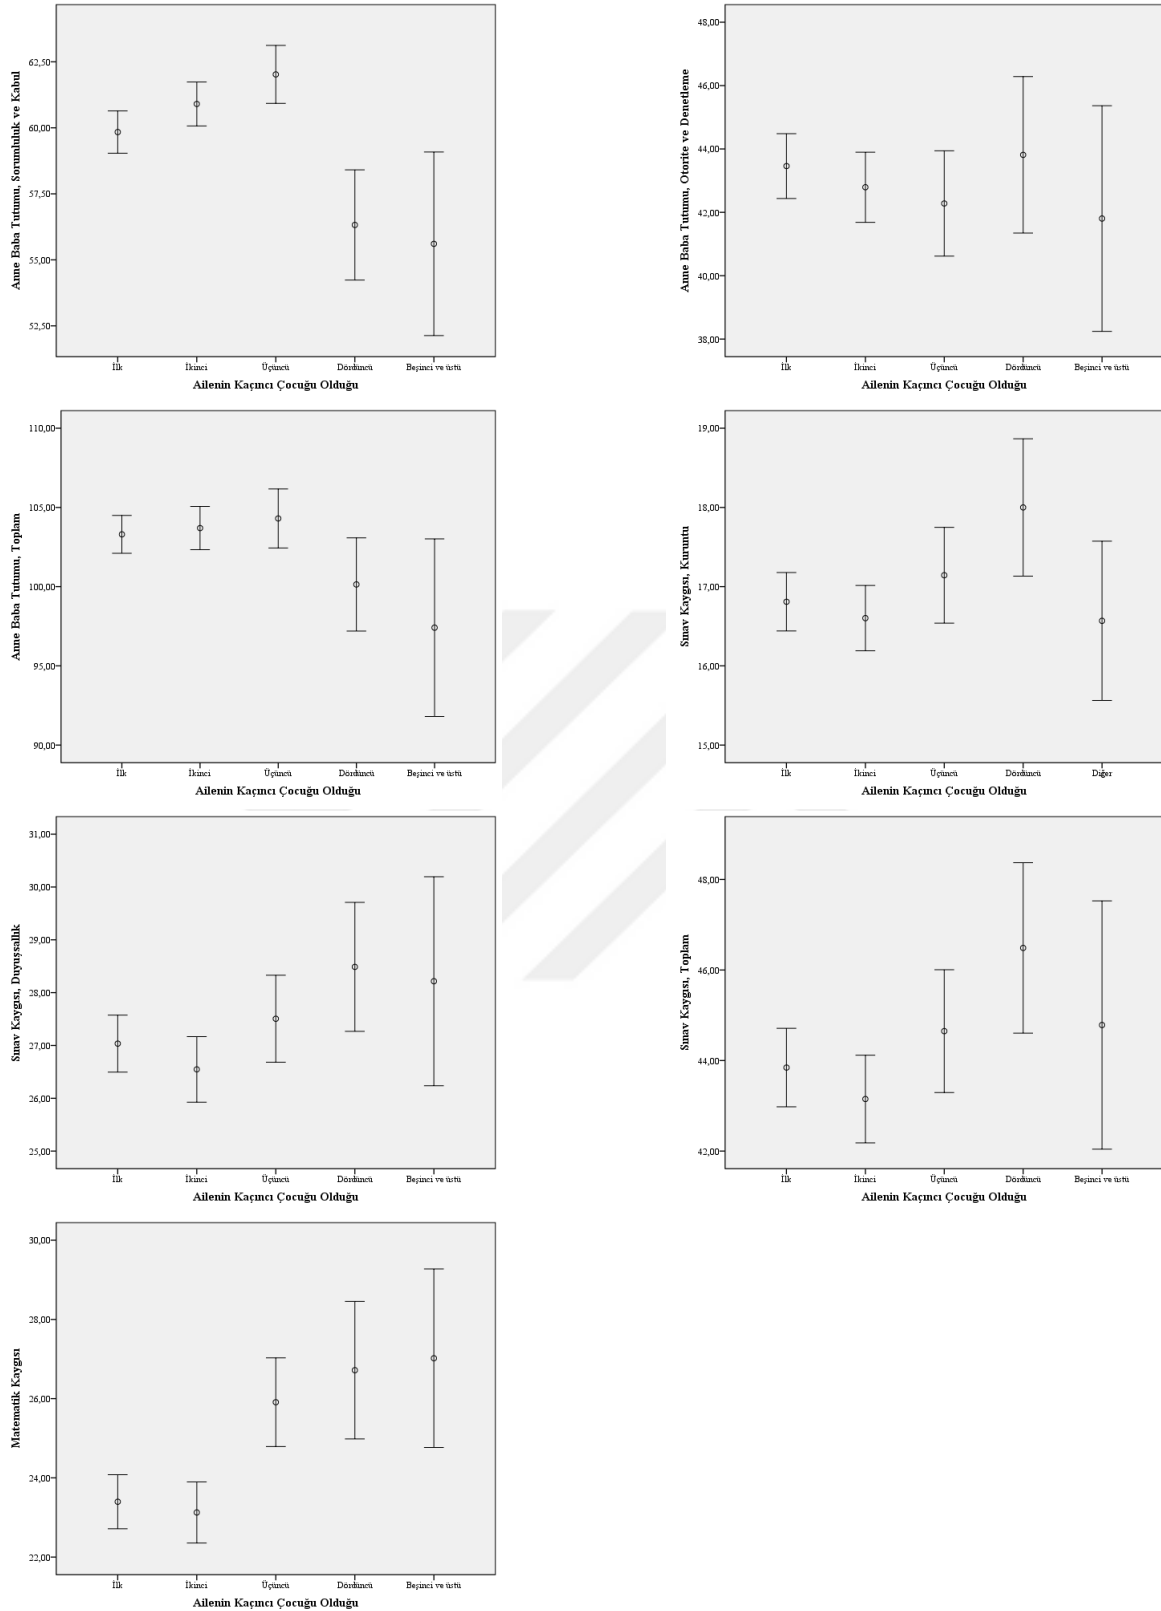 Anne Baba Tutumu, Sorumluluk ve Kabul
62,50
60,00
57,50
55,00
52,50
İlk İkinci Üçüncü Dördüncü Beşinci ve üstü
Ailenin Kaçıncı Çocuğu Olduğu
Anne Baba Tutumu, Otorite ve Denetleme
48,00
46,00
44,00
42,00
40,00
38,00
İlk İkinci Üçüncü Dördüncü Beşinci ve üstü
Ailenin Kaçıncı Çocuğu Olduğu
Anne Baba Tutumu, Toplam
110,00
105,00
100,00
95,00
90,00
İlk İkinci Üçüncü Dördüncü Beşinci ve üstü
Ailenin Kaçıncı Çocuğu Olduğu
Sınav Kaygısı, Kuruntu
19,00
18,00
17,00
16,00
15,00
İlk İkinci Üçüncü Dördüncü Diğer
Ailenin Kaçıncı Çocuğu Olduğu
Sınav Kaygısı, Duyuşsallık
31,00
30,00
29,00
28,00
27,00
26,00
25,00
İlk İkinci Üçüncü Dördüncü Beşinci ve üstü
Ailenin Kaçıncı Çocuğu Olduğu
Sınav Kaygısı, Toplam
48,00
46,00
44,00
42,00
İlk İkinci Üçüncü Dördüncü Beşinci ve üstü
Ailenin Kaçıncı Çocuğu Olduğu
Matematik Kaygısı
30,00
28,00
26,00
24,00
22,00
İlk İkinci Üçüncü Dördüncü Beşinci ve üstü
Ailenin Kaçıncı Çocuğu Olduğu